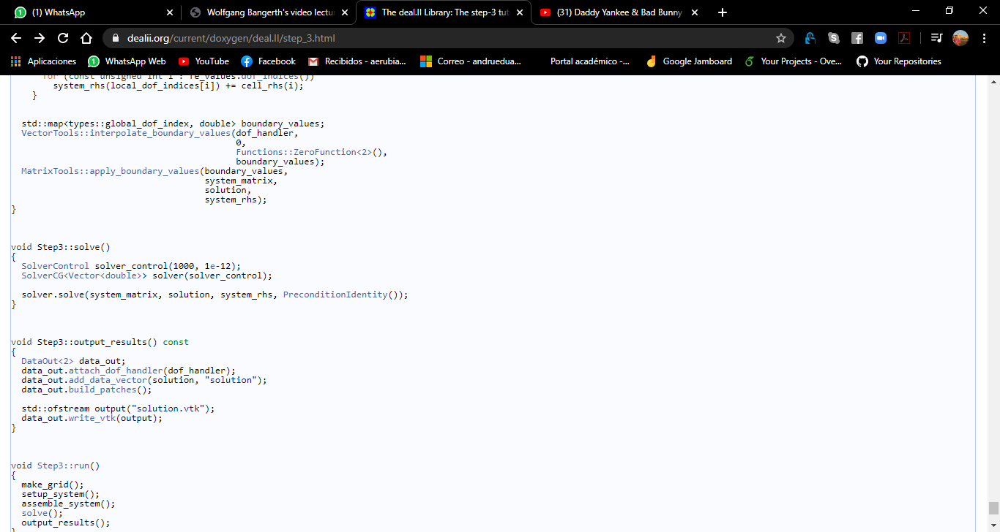 (1) WhatsApp
Wolfgang Bangerth's video lectu
The deal.II Library: The step-3 tut
(31) Daddy Yankee & Bad Bunny
dealii.org/current/doxygen/deal.II/step_3.html
Aplicaciones WhatsApp Web YouTube Facebook Recibidos - aerubia... Correo - andruedua... Portal académico -... Google Jamboard Your Projects - Ove... Your Repositories
for (const unsigned int i : fe_values.dof_indices())
system_rhs(local_dof_indices[i]) += cell_rhs(i);
}
std::map<types::global_dof_index, double> boundary_values;
VectorTools::interpolate_boundary_values(dof_handler,
0,
Functions::ZeroFunction<2>(),
boundary_values);
MatrixTools::apply_boundary_values(boundary_values,
system_matrix,
solution,
system_rhs);
}
void Step3::solve()
{
SolverControl solver_control(1000, 1e-12);
SolverCG<Vector<double>> solver(solver_control);
solver.solve(system_matrix, solution, system_rhs, PreconditionIdentity());
}
void Step3::output_results() const
{
DataOut<2> data_out;
data_out.attach_dof_handler(dof_handler);
data_out.add_data_vector(solution, "solution");
data_out.build_patches();
std::ofstream output("solution.vtk");
data_out.write_vtk(output);
}
void Step3::run()
{
make_grid();
setup_system();
assemble_system();
solve();
output_results();
}